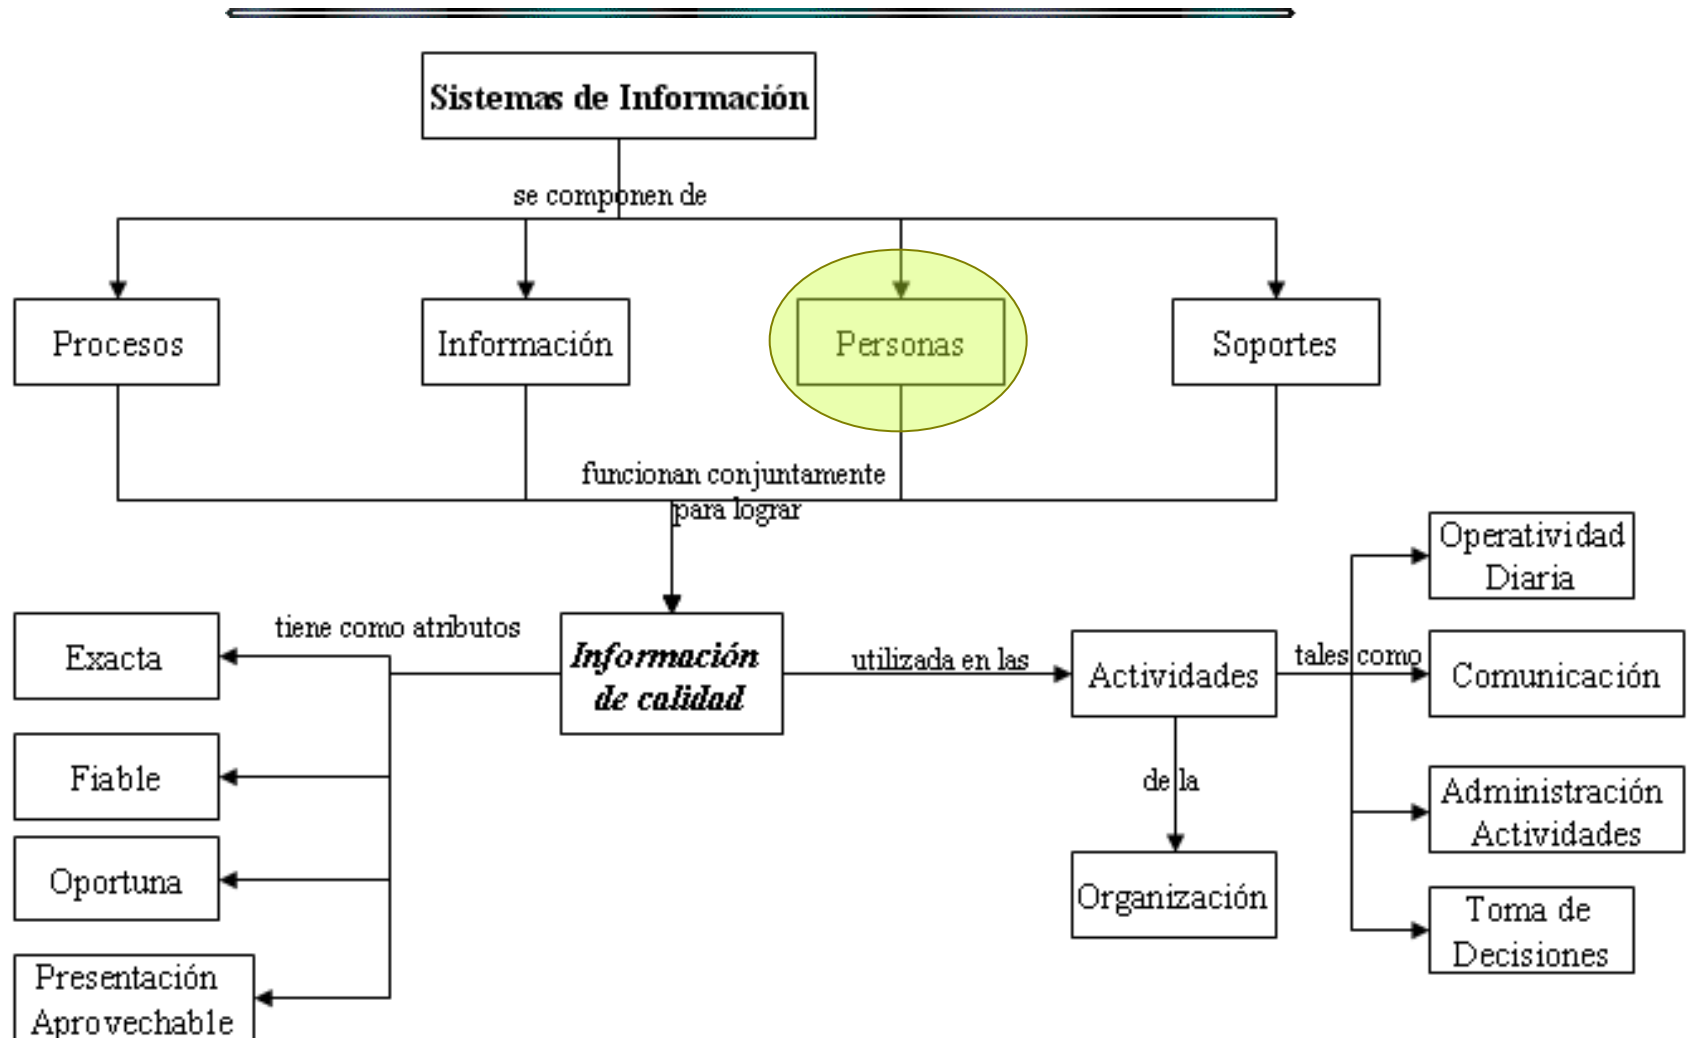 Sistemas de Información
se componen de
Procesos
Información
Personas
Soportes
funcionan conjuntamente
para lograr
Información
de calidad
tiene como atributos
Exacta
Fiable
Oportuna
Presentación
Aprovechable
utilizada en las
Actividades
de la
Organización
tales como
Operatividad
Diaria
Comunicación
Administración
Actividades
Toma de
Decisiones